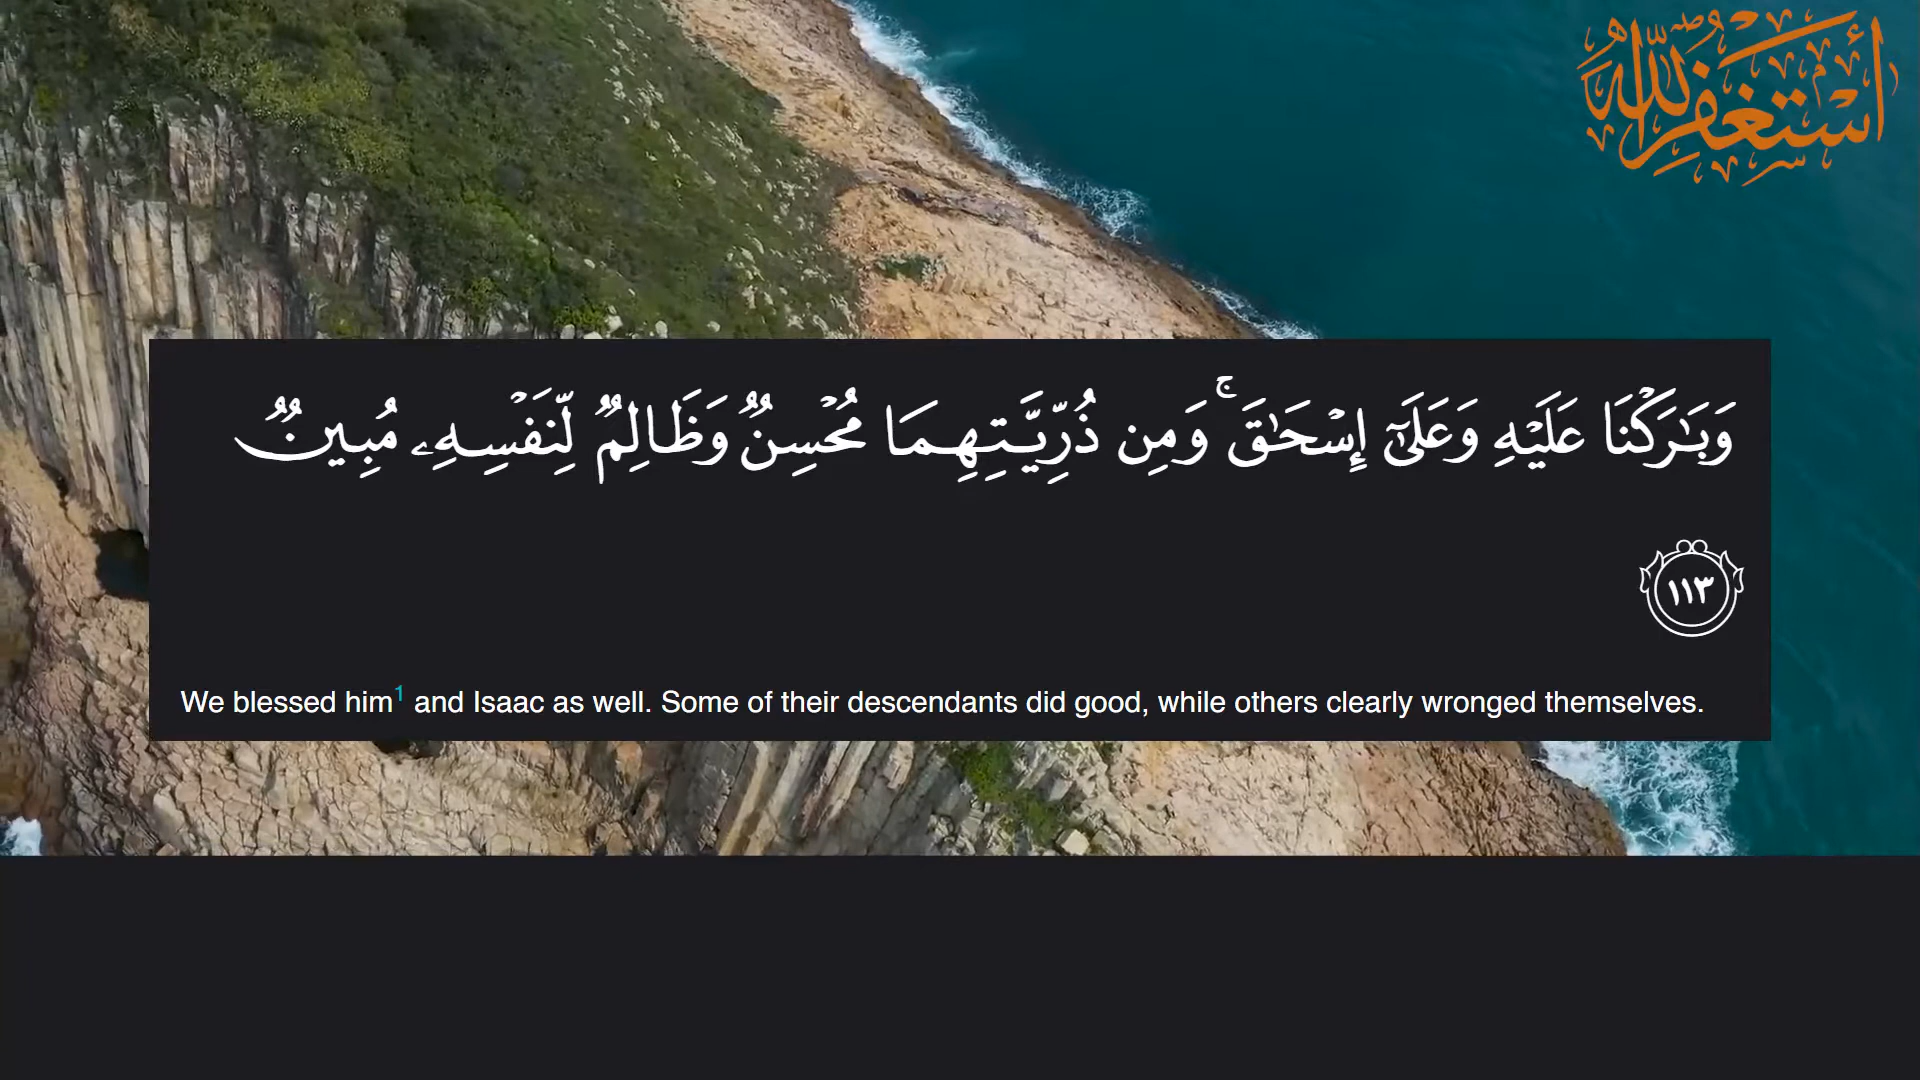 أستغفر الله
وَبَـٰرَكْنَا عَلَيْهِ وَعَلَىٰٓ إِسْحَـٰقَ ۚ وَمِن ذُرِّيَّتِهِمَا مُحْسِنٌ وَظَالِمٌ لِّنَفْسِهِۦ مُبِينٌ
١١٣
We blessed him1 and Isaac as well. Some of their descendants did good, while others clearly wronged themselves.